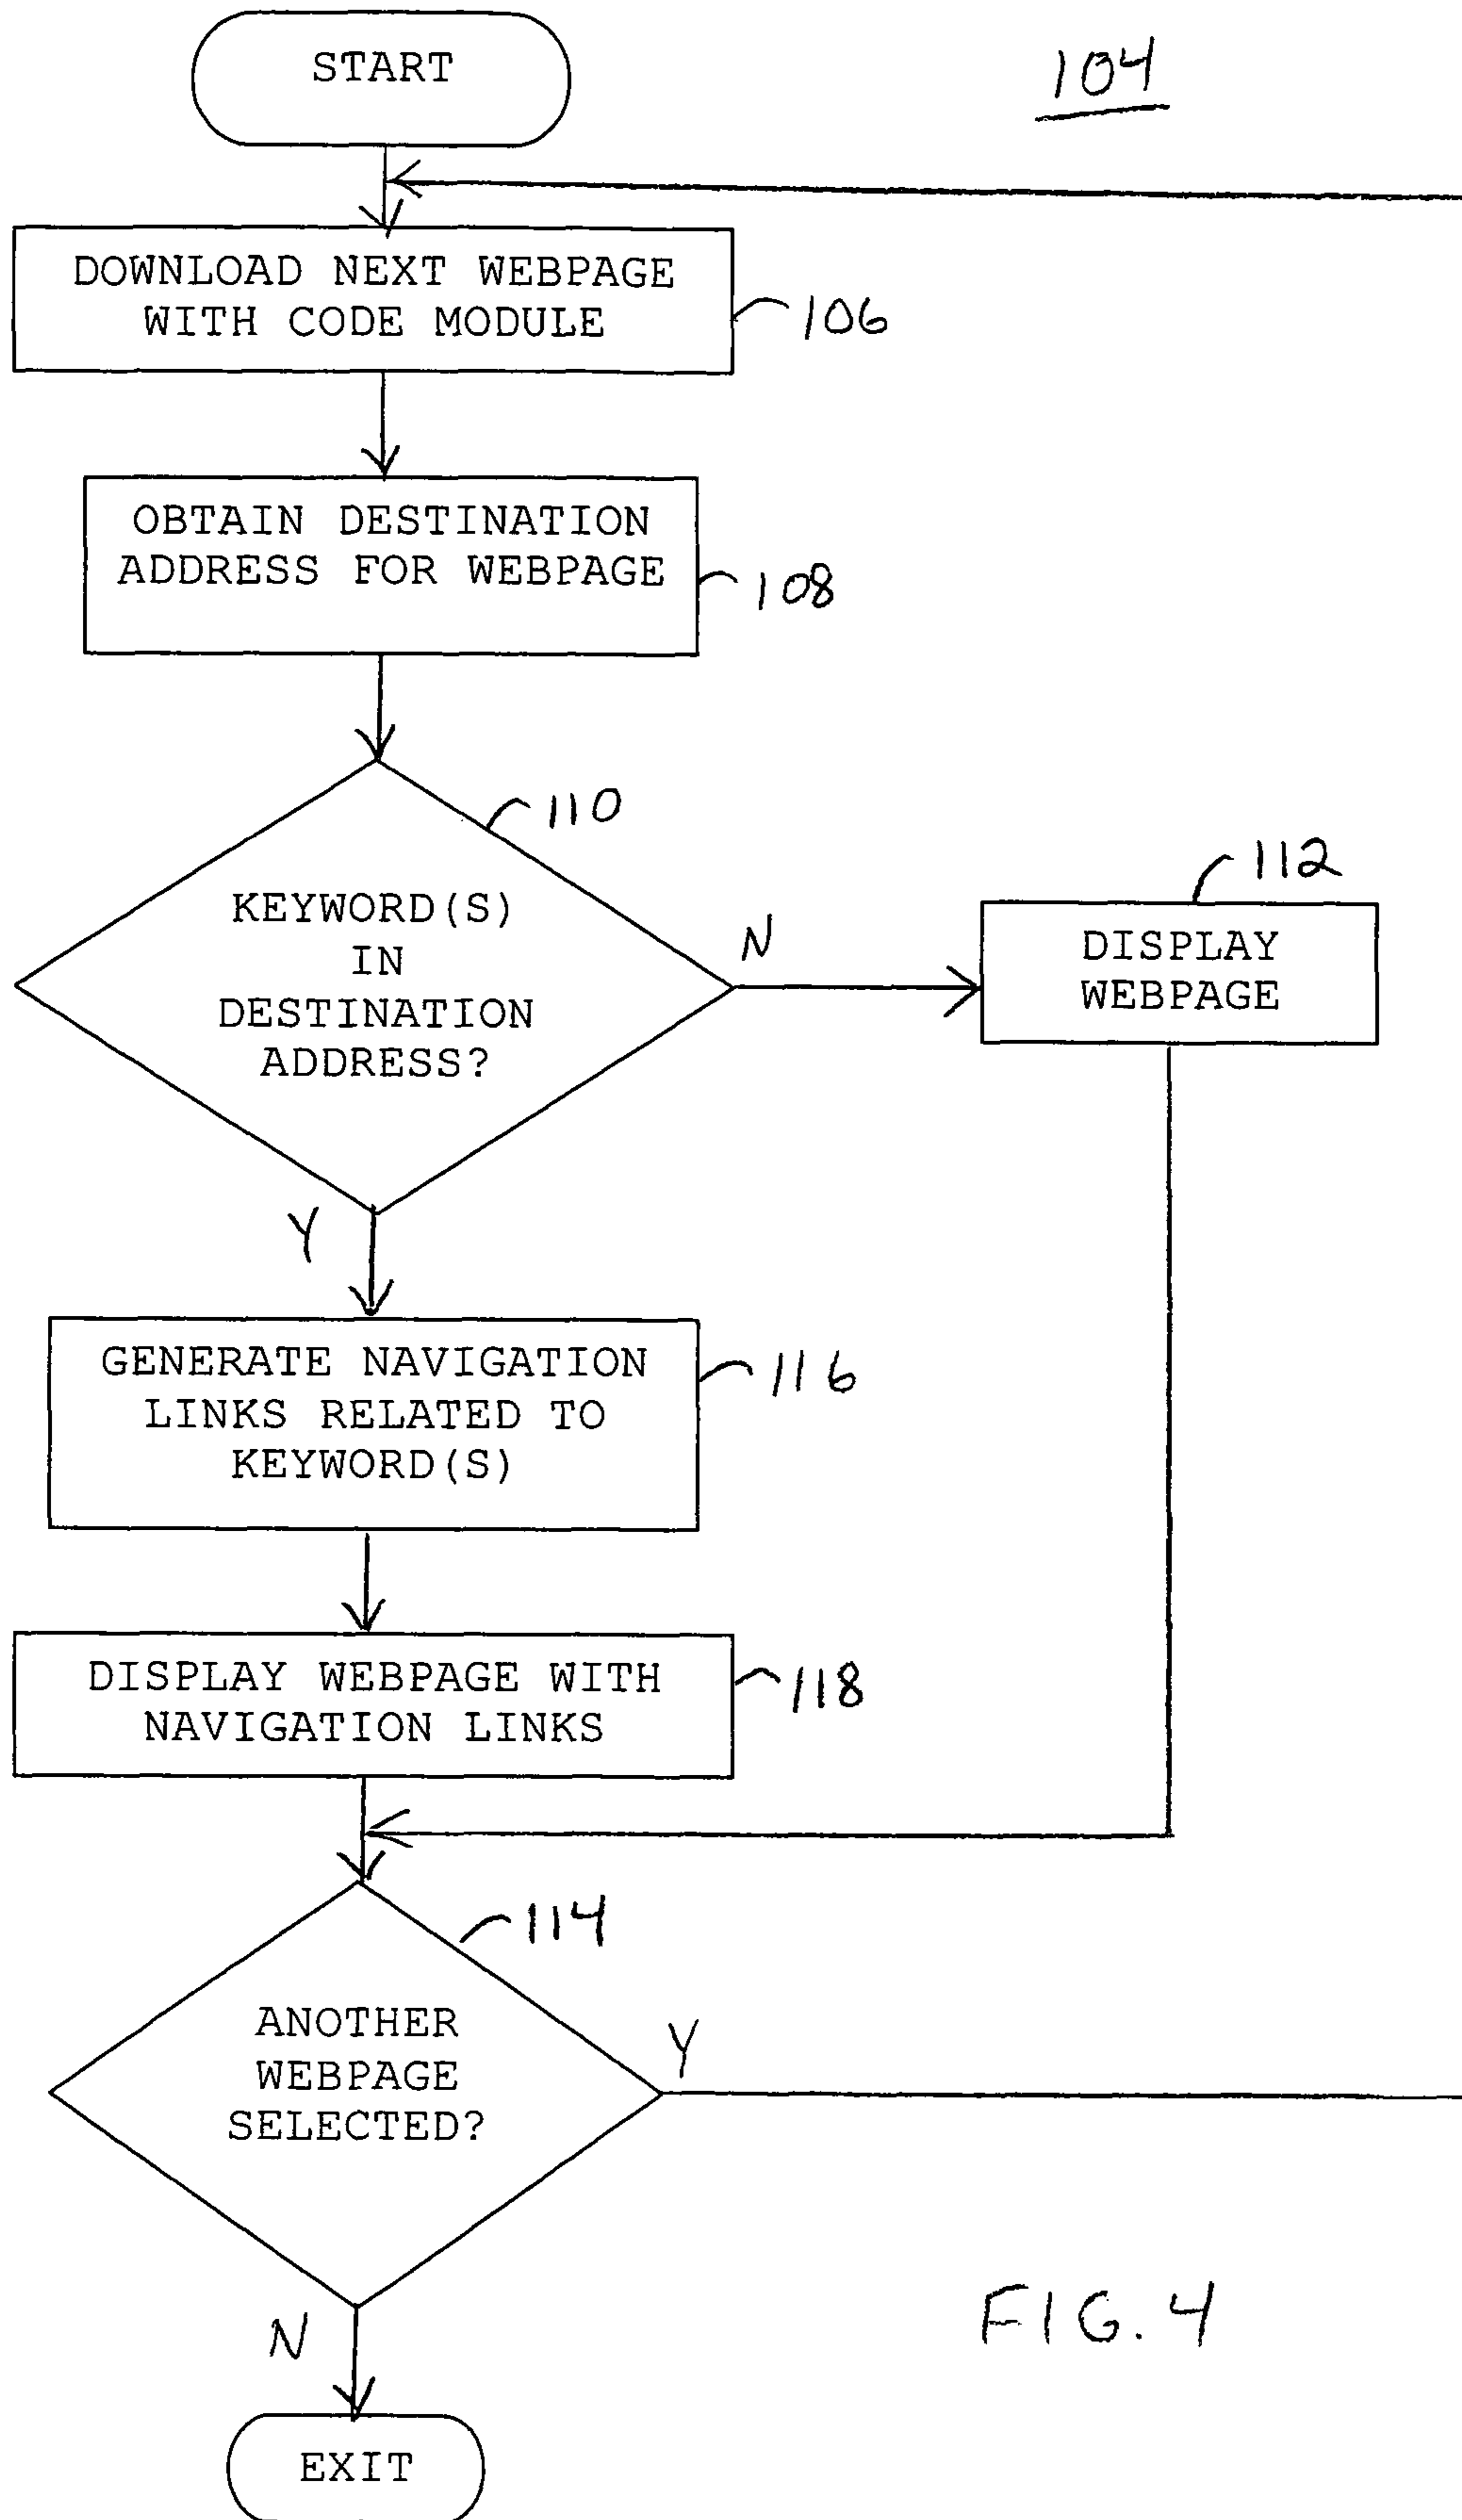 START
104
DOWNLOAD NEXT WEBPAGE
WITH CODE MODULE
106
OBTAIN DESTINATION
ADDRESS FOR WEBPAGE
108
110
KEYWORD(S)
IN
DESTINATION
ADDRESS?
N
112
DISPLAY
WEBPAGE
Y
GENERATE NAVIGATION
LINKS RELATED TO
KEYWORD(S)
116
DISPLAY WEBPAGE WITH
NAVIGATION LINKS
118
114
ANOTHER
WEBPAGE
SELECTED?
Y
N
FIG. 4
EXIT